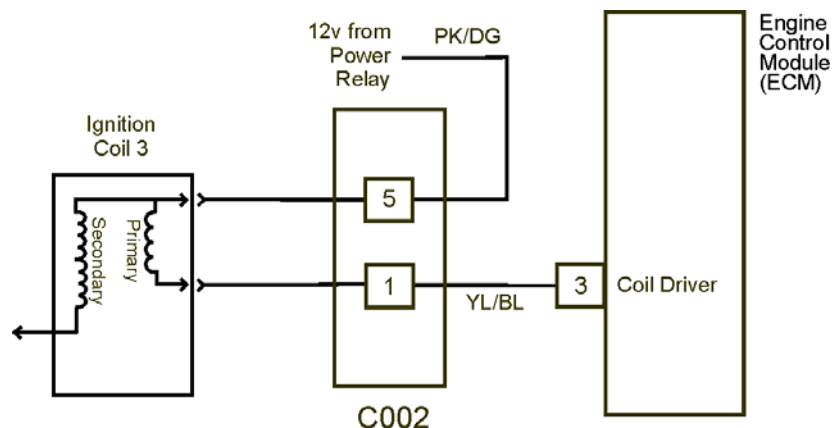 12v from
Power
Relay
PK/DG
Engine
Control
Module
(ECM)
Ignition
Coil 3
Secondary
Primary
5
1
YL/BL
3
Coil Driver
C002